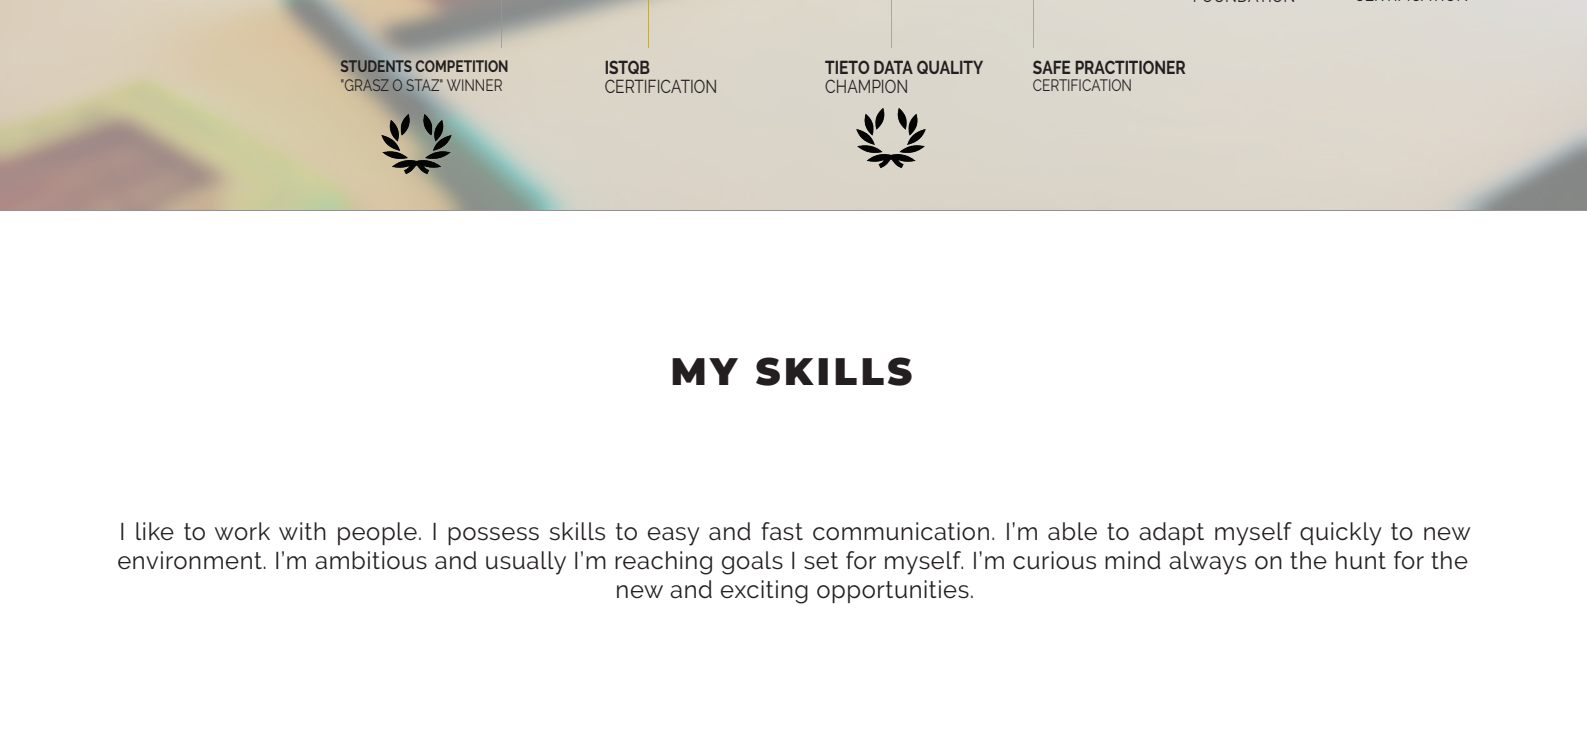 STUDENTS COMPETITION
"GRASZ O STAZ" WINNER
ISTQB
CERTIFICATION
TIETO DATA QUALITY
CHAMPION
SAFE PRACTITIONER
CERTIFICATION
MY SKILLS
I like to work with people. I possess skills to easy and fast communication. I'm able to adapt myself quickly to new
environment. I'm ambitious and usually I'm reaching goals I set for myself. I'm curious mind always on the hunt for the
new and exciting opportunities.